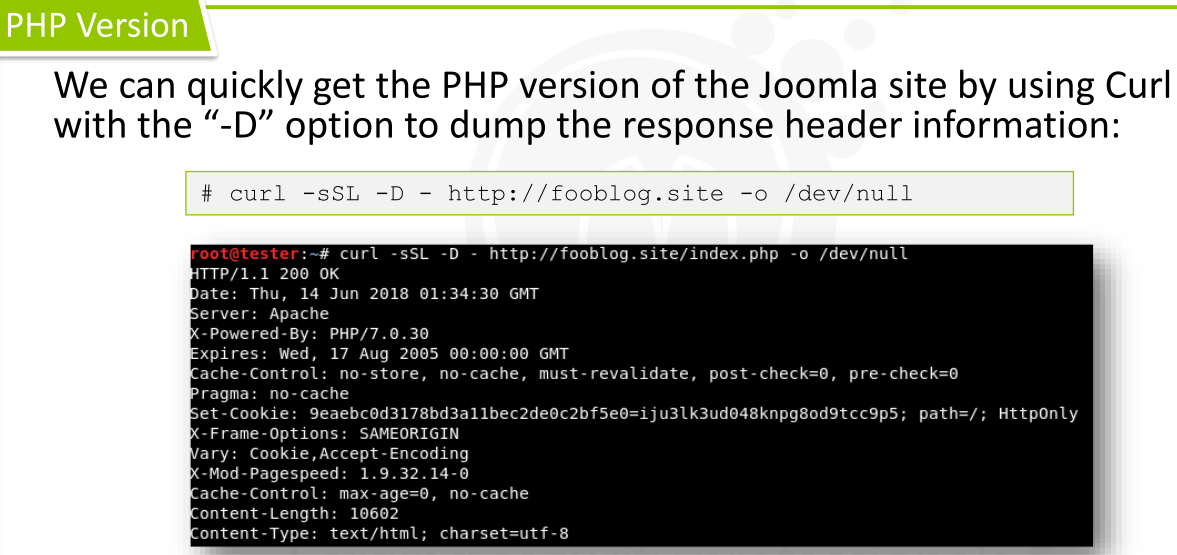 PHP Version
We can quickly get the PHP version of the Joomla site by using Curl
with the “-D” option to dump the response header information:
# curl -sSL -D - http://fooblog.site -o /dev/null
root@tester:~# curl -sSL -D - http://fooblog.site/index.php -o /dev/null
HTTP/1.1 200 OK
Date: Thu, 14 Jun 2018 01:34:30 GMT
Server: Apache
X-Powered-By: PHP/7.0.30
Expires: Wed, 17 Aug 2005 00:00:00 GMT
Cache-Control: no-store, no-cache, must-revalidate, post-check=0, pre-check=0
Pragma: no-cache
Set-Cookie: 9eaebc0d3178bd3a11bec2de0c2bf5e0=iju3lk3ud048knpg8od9tcc9p5; path=/; HttpOnly
X-Frame-Options: SAMEORIGIN
Vary: Cookie,Accept-Encoding
X-Mod-Pagespeed: 1.9.32.14-0
Cache-Control: max-age=0, no-cache
Content-Length: 10602
Content-Type: text/html; charset=utf-8